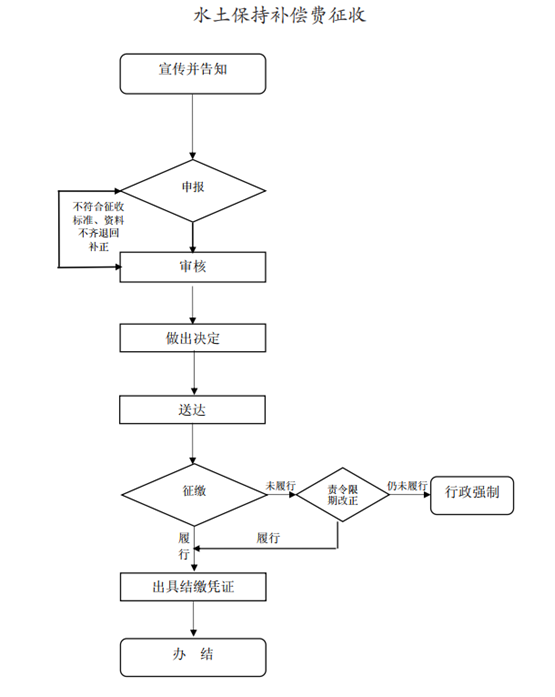 水土保持补偿费征收
宣传并告知
申报
不符合征收
标准、资料
不齐退回
补正
审核
做出决定
送达
征缴
未履行
责令限
期改正
仍未履行
行政强制
履
行
履行
出具结缴凭证
办 结